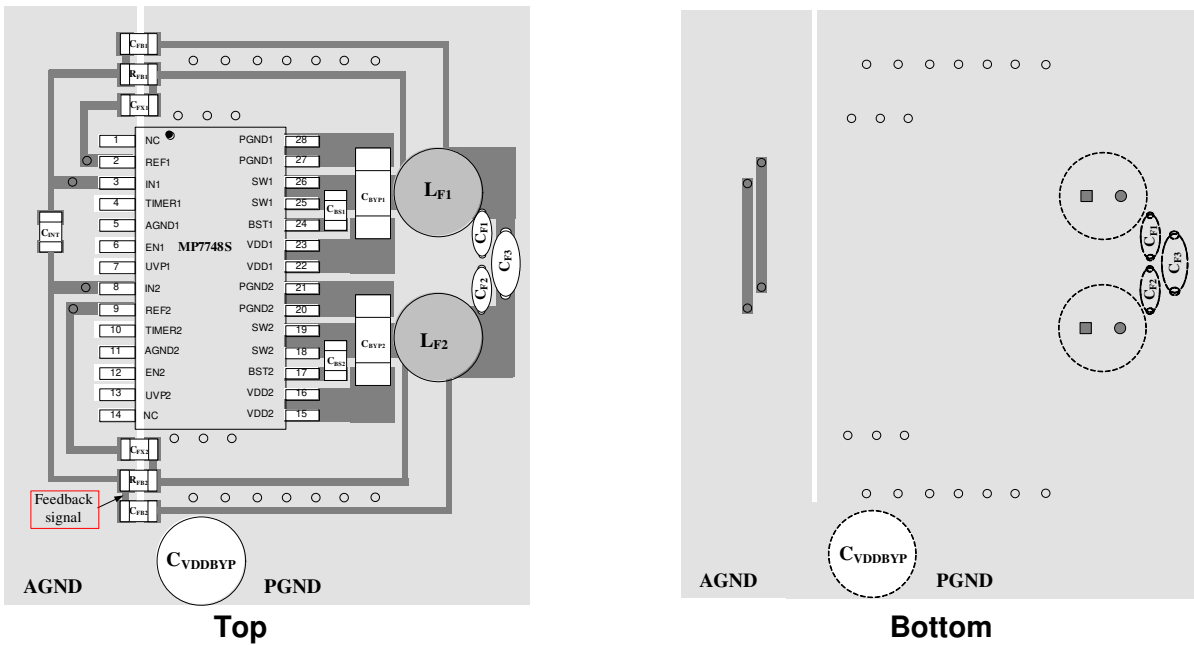 CFB1
RFB1
CFX1
1 NC PGND1 28
2 REF1 PGND1 27
3 IN1 SW1 26
4 TIMER1 SW1 25
5 AGND1 BST1 24
6 EN1 MP7748S VDD1 23
7 UVP1 VDD1 22
8 IN2 PGND2 21
9 REF2 PGND2 20
10 TIMER2 SW2 19
11 AGND2 SW2 18
12 EN2 BST2 17
13 UVP2 VDD2 16
14 NC VDD2 15
CINT
CBS1
CBYP1
LF1
CF1
CF3
CF2
CBS2
CBYP2
LF2
CFX2
RFB2
CFB2
Feedback
signal
CVDDBYP
AGND PGND
Top
CF1
CF3
CF2
CVDDBYP
AGND PGND
Bottom